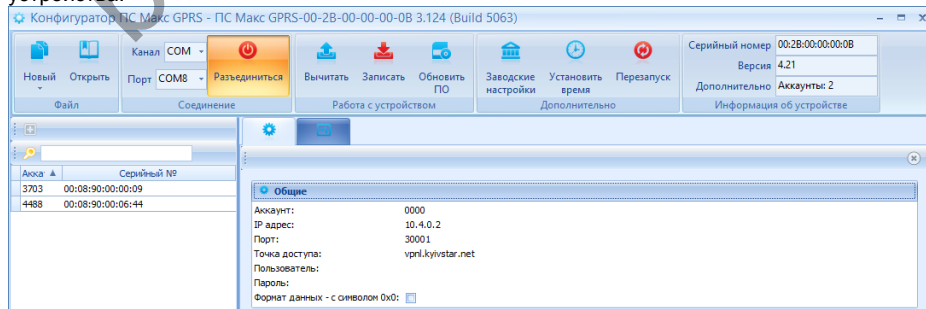 устройства.
Конфигуратор ПС Макс GPRS - ПС Макс GPRS-00-2B-00-00-00-0B 3.124 (Build 5063)
Новый Открыть
Файл
Канал COM
Порт COM8
Разъединиться
Соединение
Вычитать Записать Обновить ПО
Работа с устройством
Заводские настройки Установить время Перезапуск
Дополнительно
Серийный номер 00:2B:00:00:00:0B
Версия 4.21
Дополнительно Аккаунты: 2
Информация об устройстве
Акка Серийный №
3703 00:08:90:00:00:09
4488 00:08:90:00:06:44
Общие
Аккаунт: 0000
IP адрес: 10.4.0.2
Порт: 30001
Точка доступа: vpnl.kyivstar.net
Пользователь:
Пароль:
Формат данных - с символом 0x0: